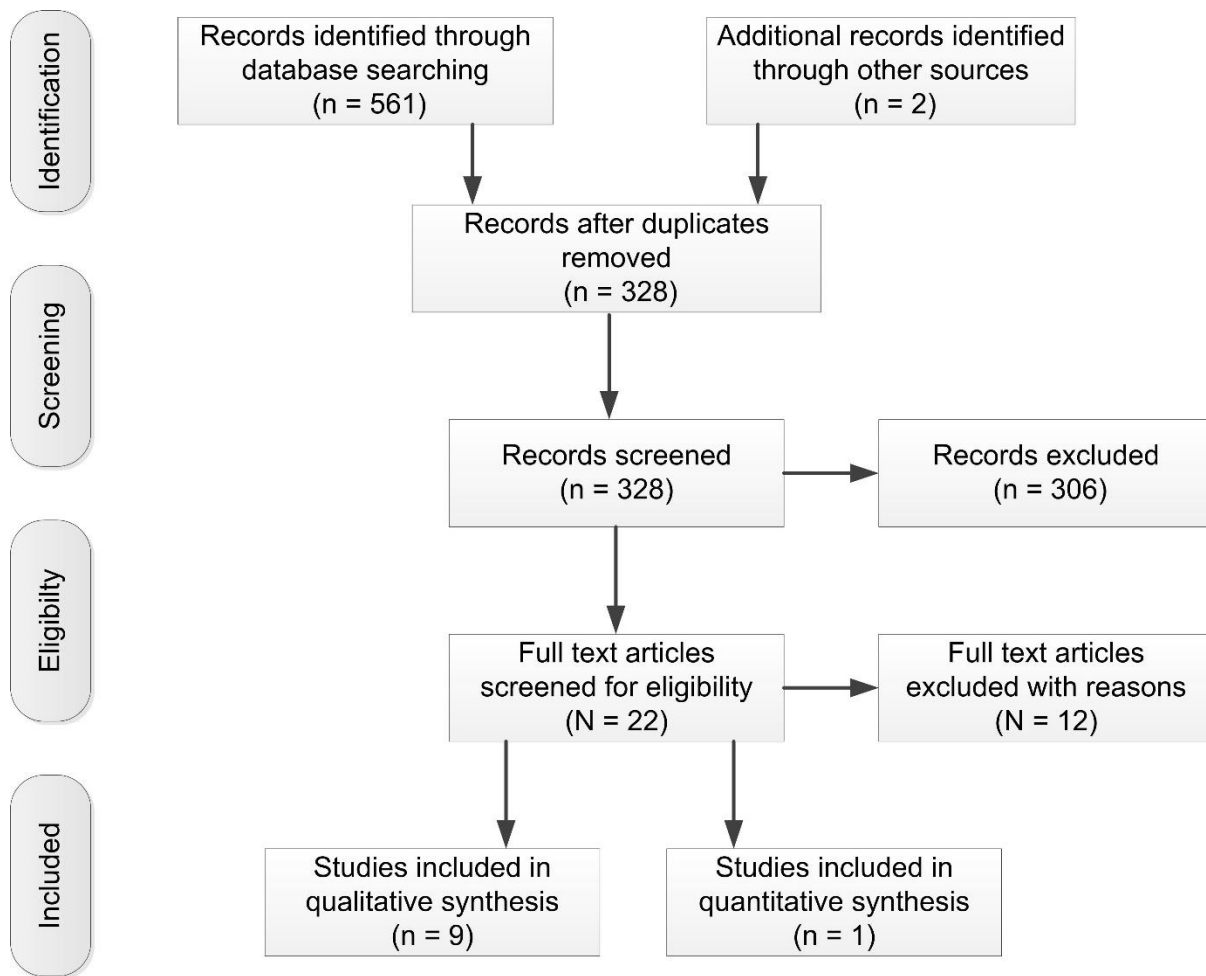 Identification
Records identified through
database searching
(n = 561)
Additional records identified
through other sources
(n = 2)
Records after duplicates
removed
(n = 328)
Screening
Records screened
(n = 328)
Records excluded
(n = 306)
Eligibilty
Full text articles
screened for eligibility
(N = 22)
Full text articles
excluded with reasons
(N = 12)
Included
Studies included in
qualitative synthesis
(n = 9)
Studies included in
quantitative synthesis
(n = 1)